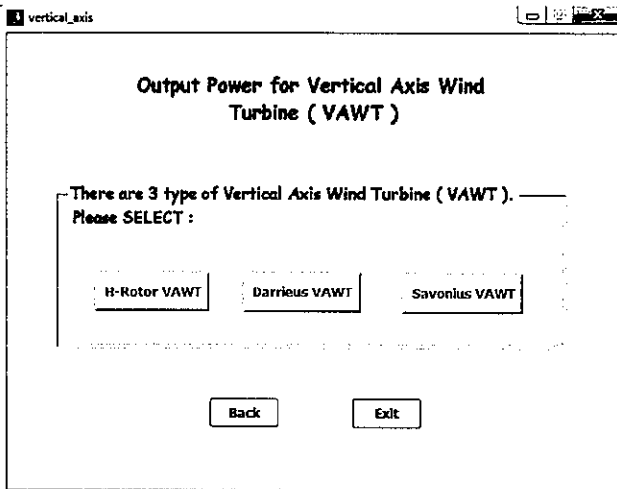 vertical_axis
Output Power for Vertical Axis Wind
Turbine ( VAWT )
There are 3 type of Vertical Axis Wind Turbine ( VAWT ).
Please SELECT :
H-Rotor VAWT
Darrieus VAWT
Savonius VAWT
Back
Exit